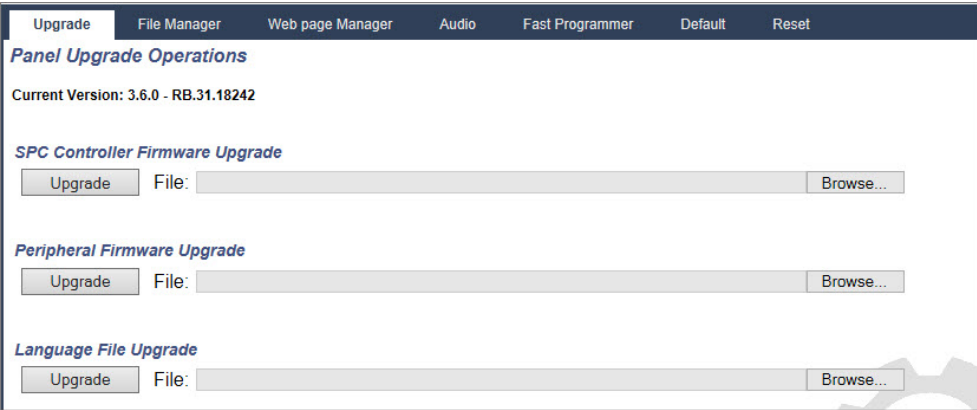 Upgrade File Manager Web page Manager Audio Fast Programmer Default Reset
Panel Upgrade Operations
Current Version: 3.6.0 - RB.31.18242
SPC Controller Firmware Upgrade
Upgrade File: Browse...
Peripheral Firmware Upgrade
Upgrade File: Browse...
Language File Upgrade
Upgrade File: Browse...